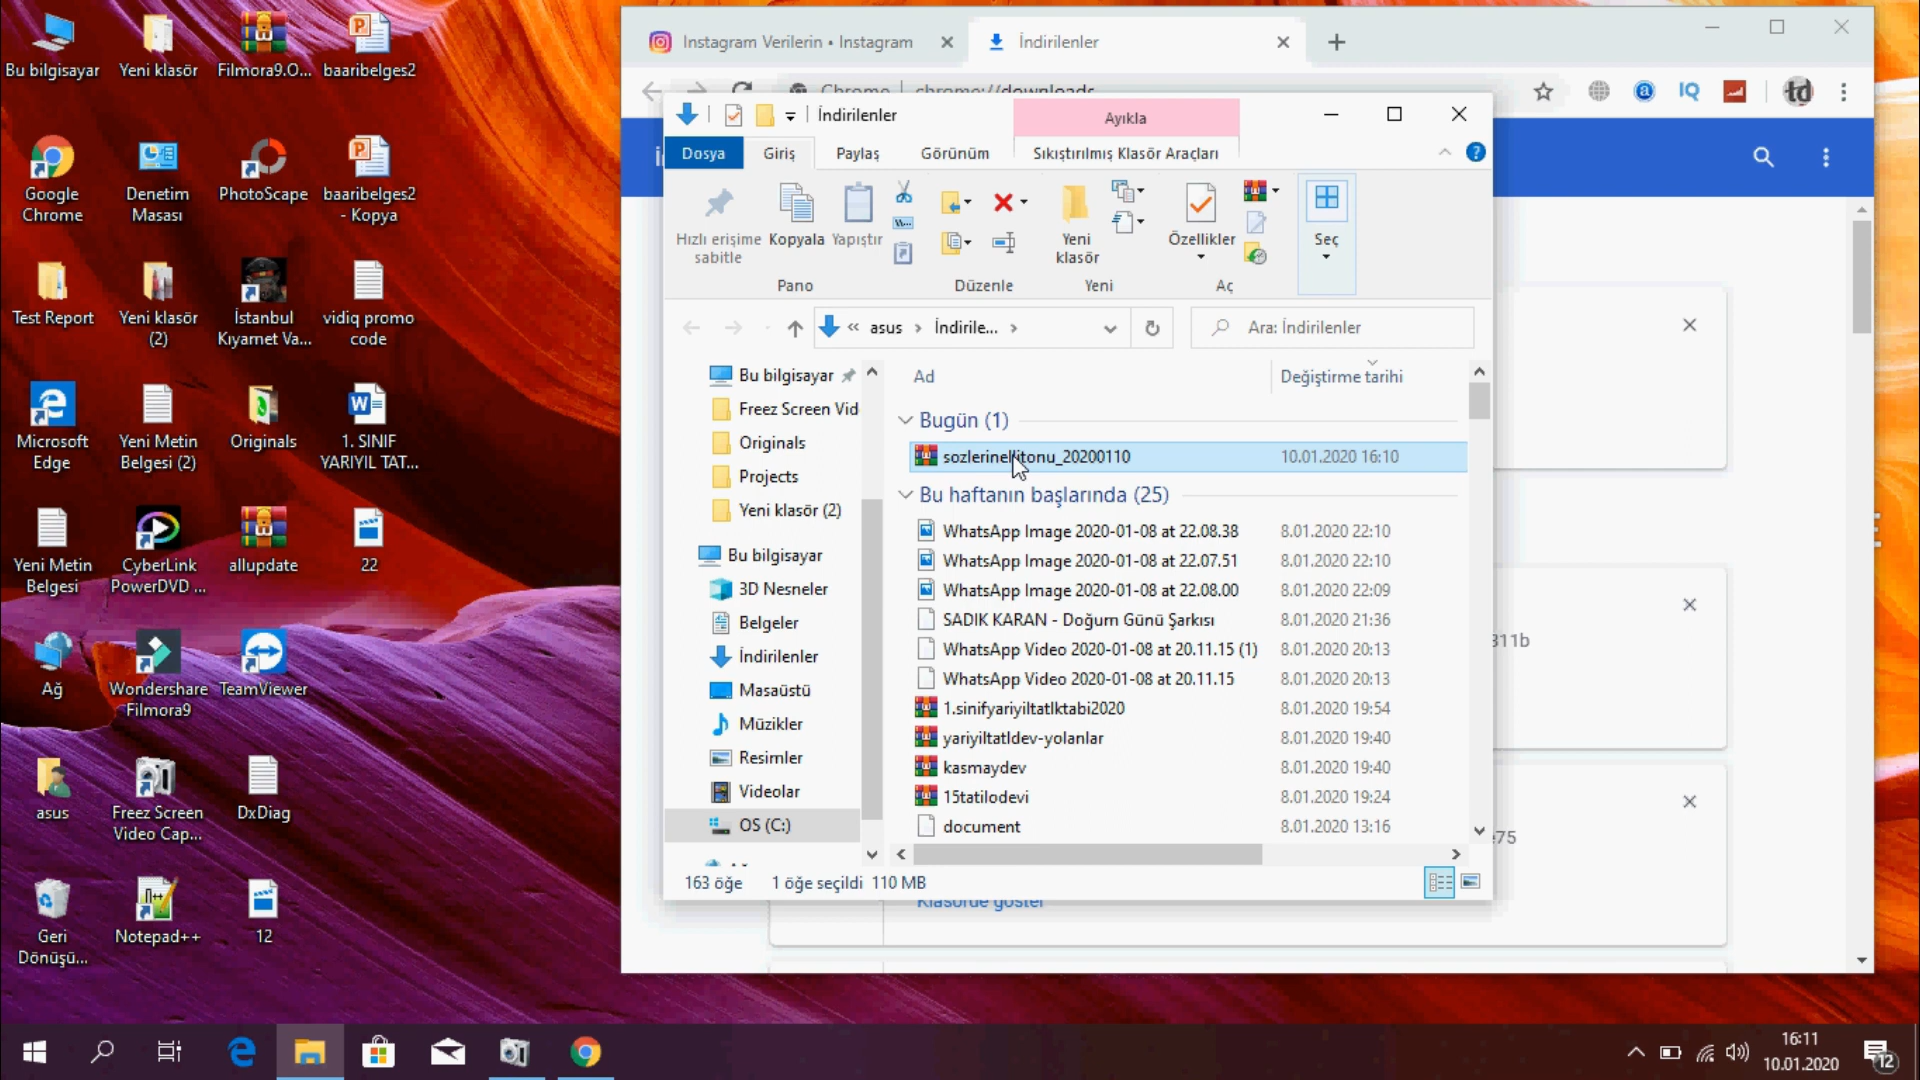 Bu bilgisayar
Yeni klasör
Filmora9.O...
baaribelges2
Google
Chrome
Denetim
Masası
PhotoScape
baaribelges2
- Kopya
Test Report
Yeni klasör
(2)
İstanbul
Kıyamet Va...
vidiq promo
code
Microsoft
Edge
Yeni Metin
Belgesi (2)
Originals
1. SINIF
YARIYIL TAT...
Yeni Metin
Belgesi
CyberLink
PowerDVD ...
allupdate
22
Ağ
Wondershare
Filmora9
TeamViewer
asus
Freez Screen
Video Cap...
DxDiag
Geri
Dönüşü...
Notepad++
12
Instagram Verilerin • Instagram
İndirilenler
Chrome | chrome://downloads
IQ
td
İndirilenler
Ayıkla
Dosya
Giriş
Paylaş
Görünüm
Sıkıştırılmış Klasör Araçları
Hızlı erişime
sabitle
Kopyala
Yapıştır
Yeni
klasör
Özellikler
Seç
Pano
Düzenle
Yeni
Aç
« asus › İndirile... ›
Ara: İndirilenler
Bu bilgisayar
Freez Screen Vid
Originals
Projects
Yeni klasör (2)
Bu bilgisayar
3D Nesneler
Belgeler
İndirilenler
Masaüstü
Müzikler
Resimler
Videolar
OS (C:)
Ad
Değiştirme tarihi
Bugün (1)
10.01.2020 16:10
Bu haftanın başlarında (25)
WhatsApp Image 2020-01-08 at 22.08.38 8.01.2020 22:10
WhatsApp Image 2020-01-08 at 22.07.51 8.01.2020 22:10
WhatsApp Image 2020-01-08 at 22.08.00 8.01.2020 22:09
SADIK KARAN - Doğum Günü Şarkısı 8.01.2020 21:36
WhatsApp Video 2020-01-08 at 20.11.15 (1) 8.01.2020 20:13
WhatsApp Video 2020-01-08 at 20.11.15 8.01.2020 20:13
1.sinifyariyiltatlktabi2020 8.01.2020 19:54
yariyiltatldev-yolanlar 8.01.2020 19:40
kasmaydev 8.01.2020 19:40
15tatilodevi 8.01.2020 19:24
document 8.01.2020 13:16
163 öğe
1 öğe seçildi 110 MB
Klasörde göster
311b
75
16:11
10.01.2020
12